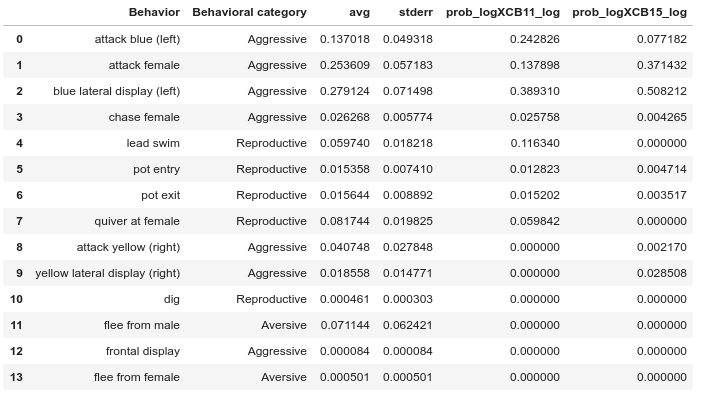 Behavior Behavioral category avg stderr prob_logXCB11_log prob_logXCB15_log
0 attack blue (left) Aggressive 0.137018 0.049318 0.242826 0.077182
1 attack female Aggressive 0.253609 0.057183 0.137898 0.371432
2 blue lateral display (left) Aggressive 0.279124 0.071498 0.389310 0.508212
3 chase female Aggressive 0.026268 0.005774 0.025758 0.004265
4 lead swim Reproductive 0.059740 0.018218 0.116340 0.000000
5 pot entry Reproductive 0.015358 0.007410 0.012823 0.004714
6 pot exit Reproductive 0.015644 0.008892 0.015202 0.003517
7 quiver at female Reproductive 0.081744 0.019825 0.059842 0.000000
8 attack yellow (right) Aggressive 0.040748 0.027848 0.000000 0.002170
9 yellow lateral display (right) Aggressive 0.018558 0.014771 0.000000 0.028508
10 dig Reproductive 0.000461 0.000303 0.000000 0.000000
11 flee from male Aversive 0.071144 0.062421 0.000000 0.000000
12 frontal display Aggressive 0.000084 0.000084 0.000000 0.000000
13 flee from female Aversive 0.000501 0.000501 0.000000 0.000000